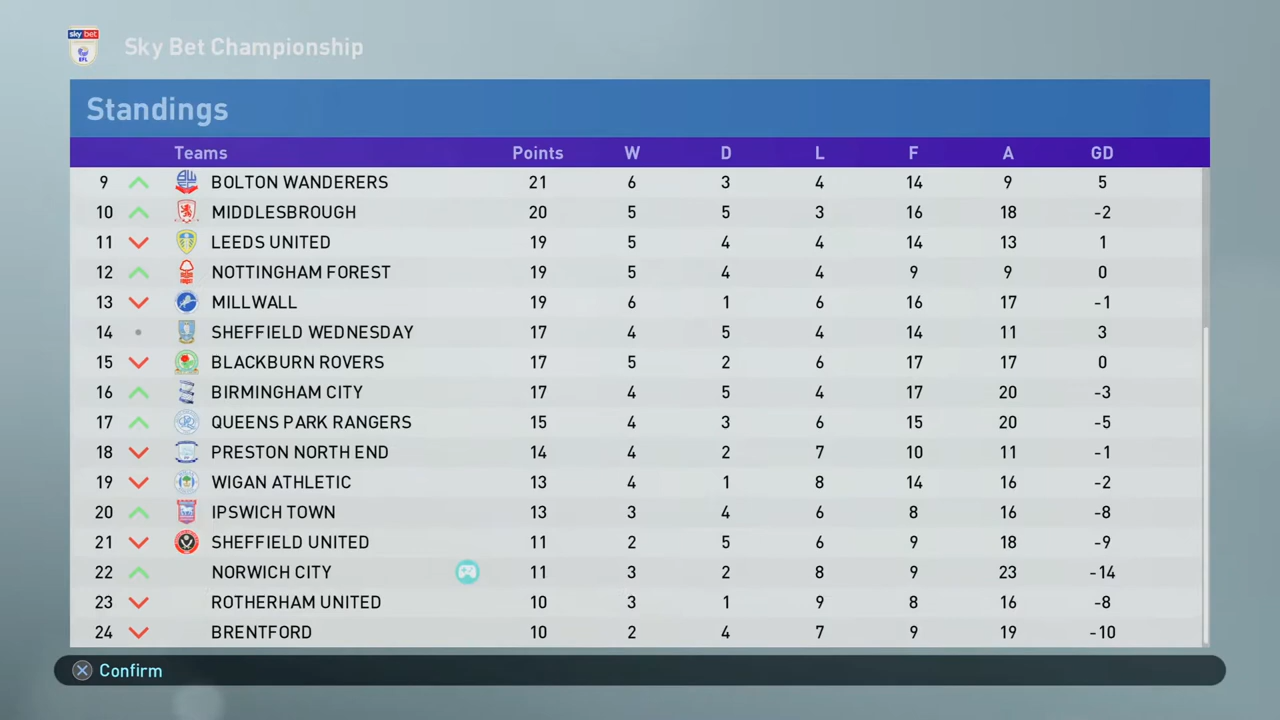 sky bet
EFL
Sky Bet Championship
Standings
Teams Points W D L F A GD
9 BOLTON WANDERERS 21 6 3 4 14 9 5
10 MIDDLESBROUGH 20 5 5 3 16 18 -2
11 LEEDS UNITED 19 5 4 4 14 13 1
12 NOTTINGHAM FOREST 19 5 4 4 9 9 0
13 MILLWALL 19 6 1 6 16 17 -1
14 SHEFFIELD WEDNESDAY 17 4 5 4 14 11 3
15 BLACKBURN ROVERS 17 5 2 6 17 17 0
16 BIRMINGHAM CITY 17 4 5 4 17 20 -3
17 QUEENS PARK RANGERS 15 4 3 6 15 20 -5
18 PRESTON NORTH END 14 4 2 7 10 11 -1
19 WIGAN ATHLETIC 13 4 1 8 14 16 -2
20 IPSWICH TOWN 13 3 4 6 8 16 -8
21 SHEFFIELD UNITED 11 2 5 6 9 18 -9
22 NORWICH CITY 11 3 2 8 9 23 -14
23 ROTHERHAM UNITED 10 3 1 9 8 16 -8
24 BRENTFORD 10 2 4 7 9 19 -10
Confirm